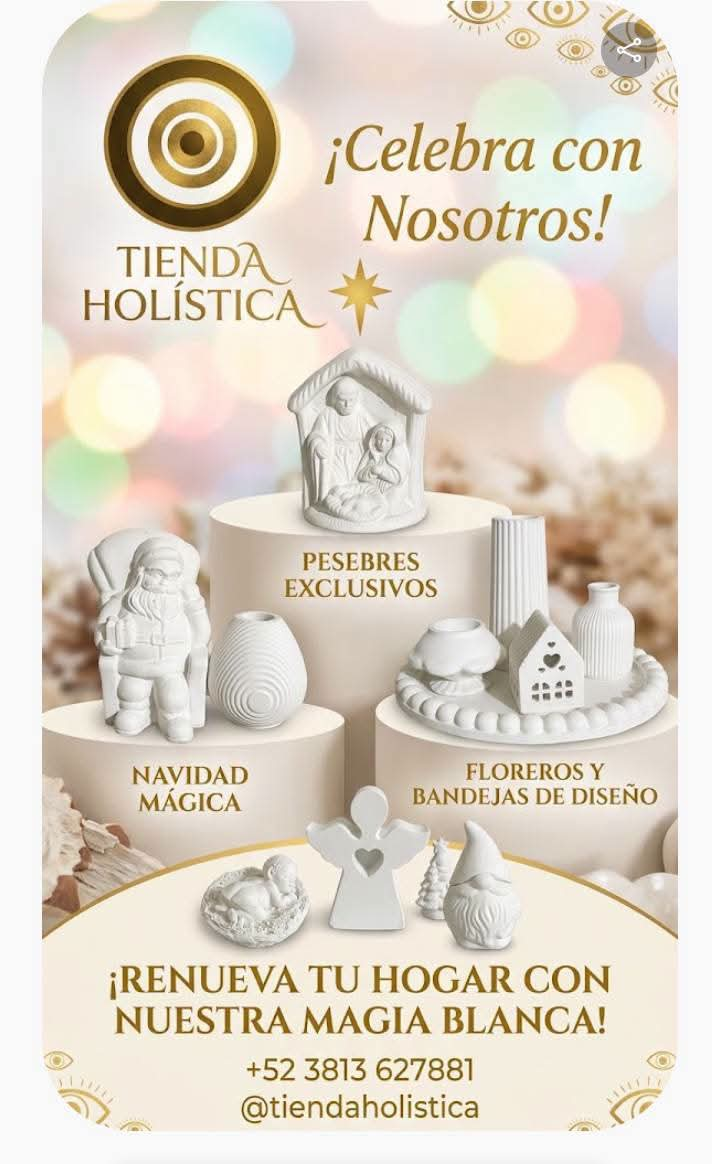 TIENDA
HOLÍSTICA
¡Celebra con
Nosotros!
PESEBRES
EXCLUSIVOS
NAVIDAD
MÁGICA
FLOREROS Y
BANDEJAS DE DISEÑO
¡RENUEVA TU HOGAR CON
NUESTRA MAGIA BLANCA!
+52 3813 627881
@tiendaholistica